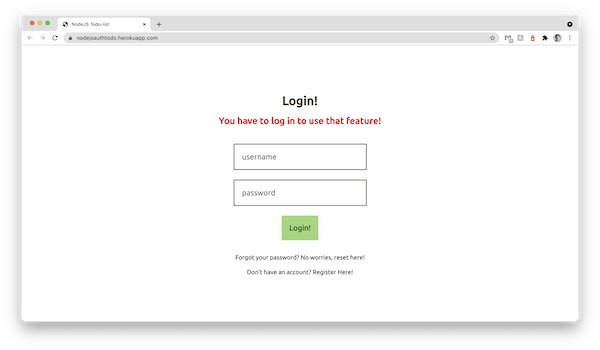 NodeJS Todo-list
nodejsauthtodo.herokuapp.com
Login!
You have to log in to use that feature!
username
password
Login!
Forgot your password? No worries, reset here!
Don't have an account? Register Here!